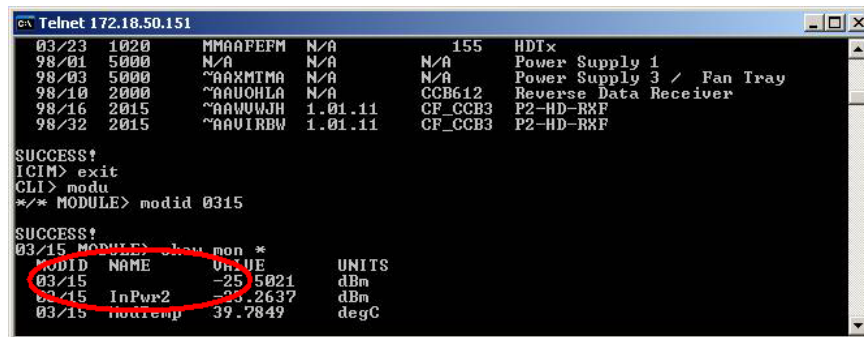 Telnet 172.18.50.151
03/23 1020 MMAAFEFM N/A 155 HDTx
98/01 5000 N/A N/A N/A Power Supply 1
98/03 5000 ~AAXMTMA N/A N/A Power Supply 3 / Fan Tray
98/10 2000 ~AAUOHLA N/A CCB612 Reverse Data Receiver
98/16 2015 ~AAWVWJH 1.01.11 CF_CCB3 P2-HD-RXF
98/32 2015 ~AAVIRBW 1.01.11 CF_CCB3 P2-HD-RXF
SUCCESS!
ICIM> exit
CLI> modu
*/* MODULE> modid 0315
SUCCESS!
03/15 MODULE> show mon *
MODID NAME VALUE UNITS
03/15 dBm
03/15 InPwr2 dBm
03/15 ModTemp 39.7849 degC